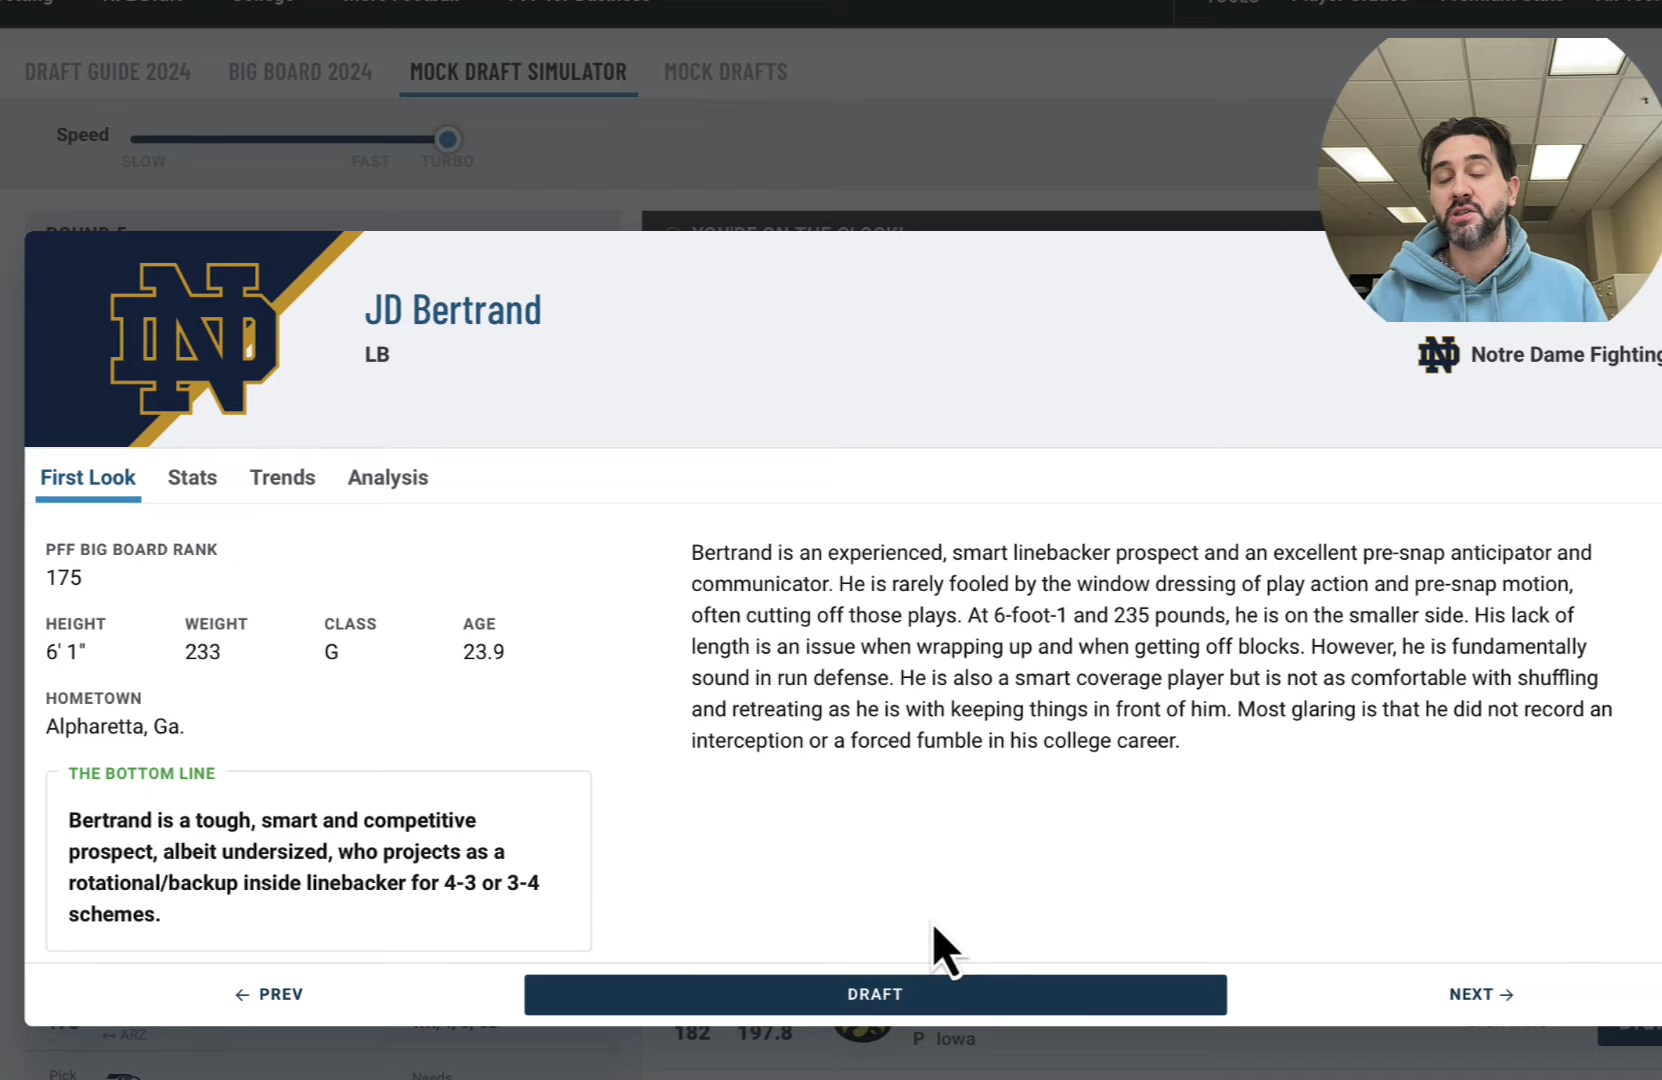 DRAFT GUIDE 2024 BIG BOARD 2024 MOCK DRAFT SIMULATOR MOCK DRAFTS
Speed
SLOW FAST TURBO
JD Bertrand
LB
Notre Dame Fighting
First Look Stats Trends Analysis
PFF BIG BOARD RANK
175
HEIGHT WEIGHT CLASS AGE
6' 1" 233 G 23.9
HOMETOWN
Alpharetta, Ga.
THE BOTTOM LINE
Bertrand is a tough, smart and competitive
prospect, albeit undersized, who projects as a
rotational/backup inside linebacker for 4-3 or 3-4
schemes.
Bertrand is an experienced, smart linebacker prospect and an excellent pre-snap anticipator and
communicator. He is rarely fooled by the window dressing of play action and pre-snap motion,
often cutting off those plays. At 6-foot-1 and 235 pounds, he is on the smaller side. His lack of
length is an issue when wrapping up and when getting off blocks. However, he is fundamentally
sound in run defense. He is also a smart coverage player but is not as comfortable with shuffling
and retreating as he is with keeping things in front of him. Most glaring is that he did not record an
interception or a forced fumble in his college career.
← PREV DRAFT NEXT →
ARZ
182 197.8
P Iowa
Pick Needs